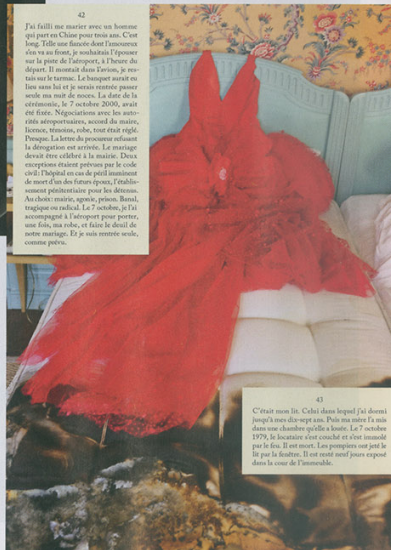 42
J'ai failli me marier avec un homme
qui part en Chine pour trois ans. C'est
long. Telle une fiancée dont l'amoureux
s'en va au front, je souhaitais l'épouser
sur la piste de l'aéroport, à l'heure du
départ. Il montait dans l'avion, je res-
tais sur le tarmac. Le banquet aurait eu
lieu sans lui et je serais rentrée passer
seule ma nuit de noces. La date de la
cérémonie, le 7 octobre 2000, avait
été fixée. Négociations avec les auto-
rités aéroportuaires, accord du maire,
licence, témoins, robe, tout était réglé.
Presque. La lettre du procureur refusant
la dérogation est arrivée. Le mariage
devait être célébré à la mairie. Deux
exceptions étaient prévues par le code
civil : l'hôpital en cas de péril imminent
de mort d'un des futurs époux, l'établis-
sement pénitentiaire pour les détenus.
Au choix : mairie, agonie, prison. Banal,
tragique ou radical. Le 7 octobre, je l'ai
accompagné à l'aéroport pour porter,
une fois, ma robe, et faire le deuil de
notre mariage. Et je suis rentrée seule,
comme prévu.
43
C'était mon lit. Celui dans lequel j'ai dormi
jusqu'à mes dix-sept ans. Puis ma mère l'a mis
dans une chambre qu'elle a louée. Le 7 octobre
1979, le locataire s'est couché et s'est immolé
par le feu. Il est mort. Les pompiers ont jeté le
lit par la fenêtre. Il est resté neuf jours exposé
dans la cour de l'immeuble.